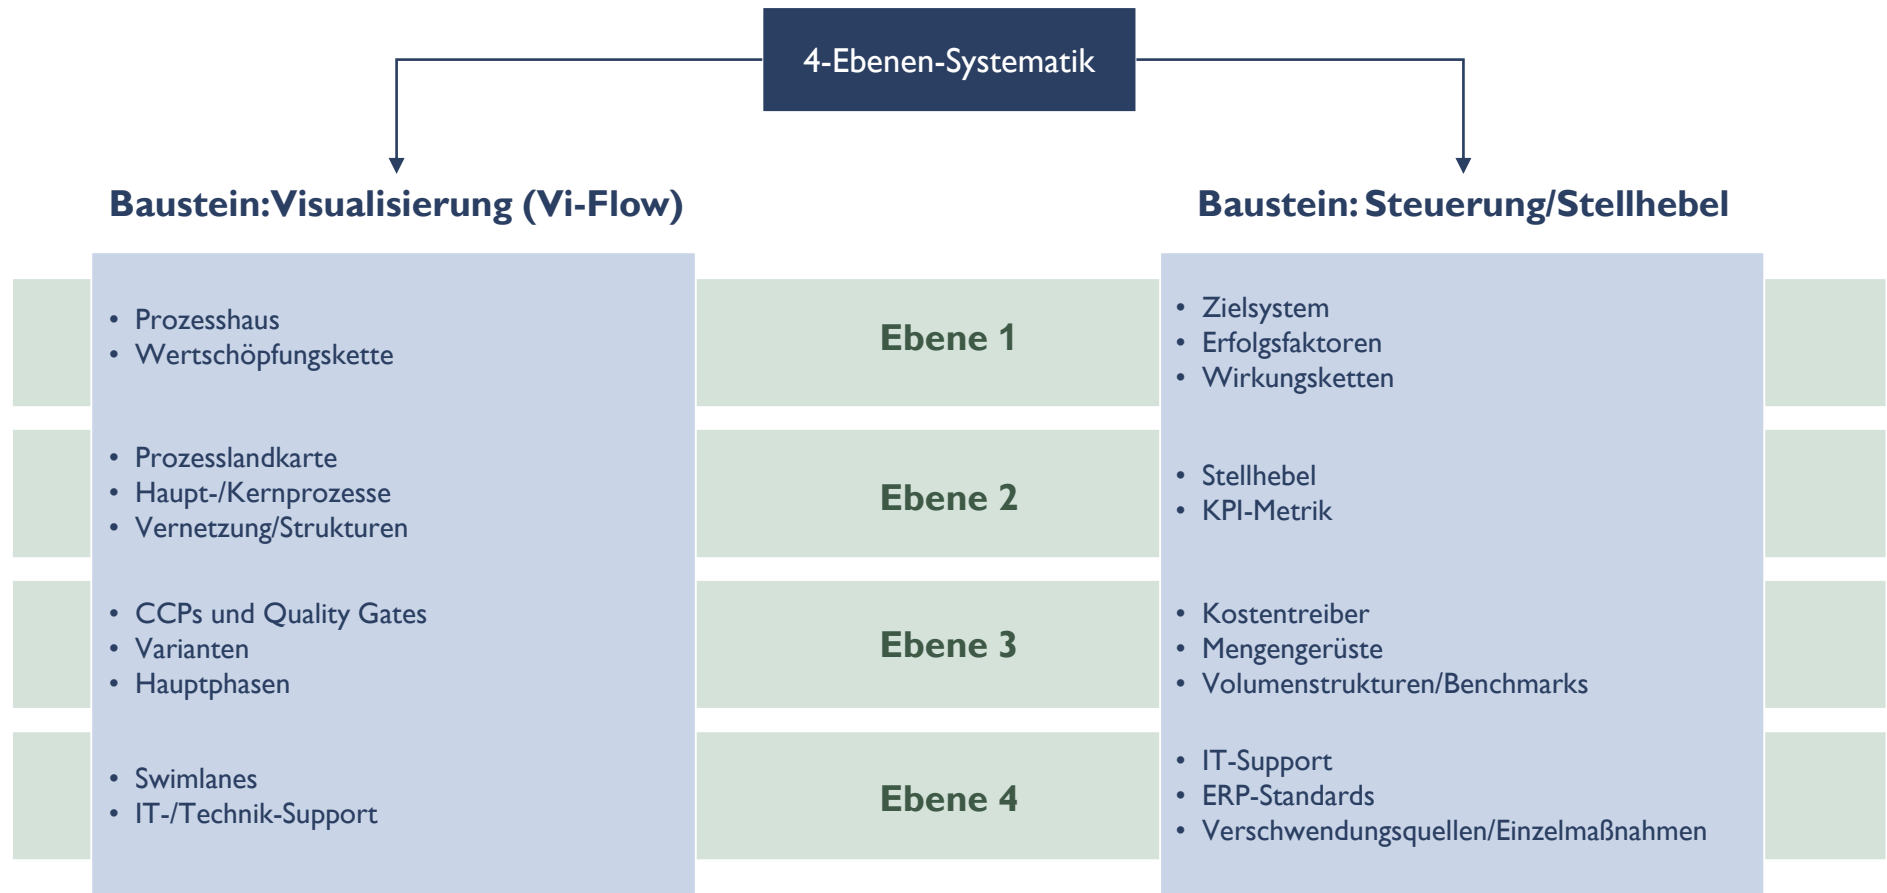 4-Ebenen-Systematik
Baustein: Visualisierung (Vi-Flow)
Baustein: Steuerung/Stellhebel
• Prozesshaus
• Wertschöpfungskette
Ebene 1
• Zielsystem
• Erfolgsfaktoren
• Wirkungsketten
• Prozesslandkarte
• Haupt-/Kernprozesse
• Vernetzung/Strukturen
Ebene 2
• Stellhebel
• KPI-Metrik
• CCPs und Quality Gates
• Varianten
• Hauptphasen
Ebene 3
• Kostentreiber
• Mengengerüste
• Volumenstrukturen/Benchmarks
• Swimlanes
• IT-/Technik-Support
Ebene 4
• IT-Support
• ERP-Standards
• Verschwendungsquellen/Einzelmaßnahmen